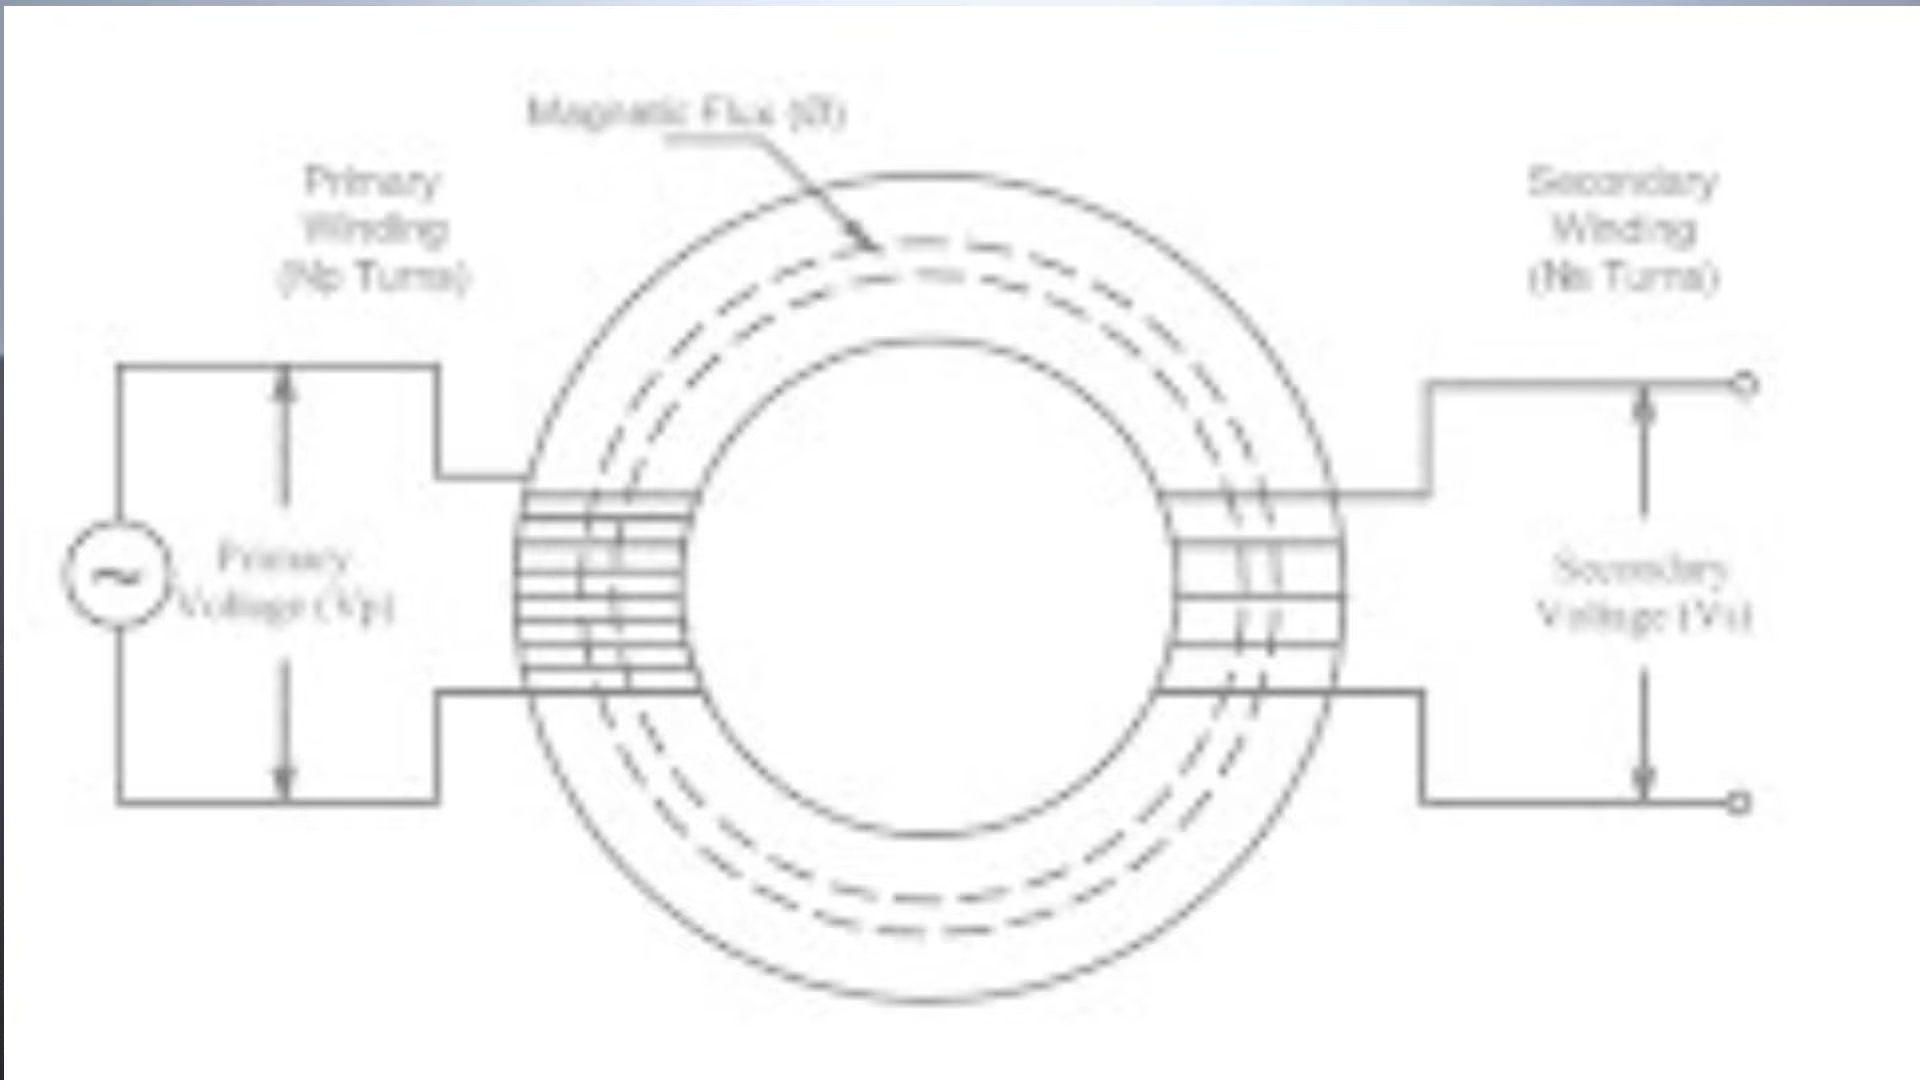 Magnetic Flux (Ø)
Primary
Winding
(Np Turns)
Secondary
Winding
(Ns Turns)
Primary
Voltage (Vp)
Secondary
Voltage (Vs)